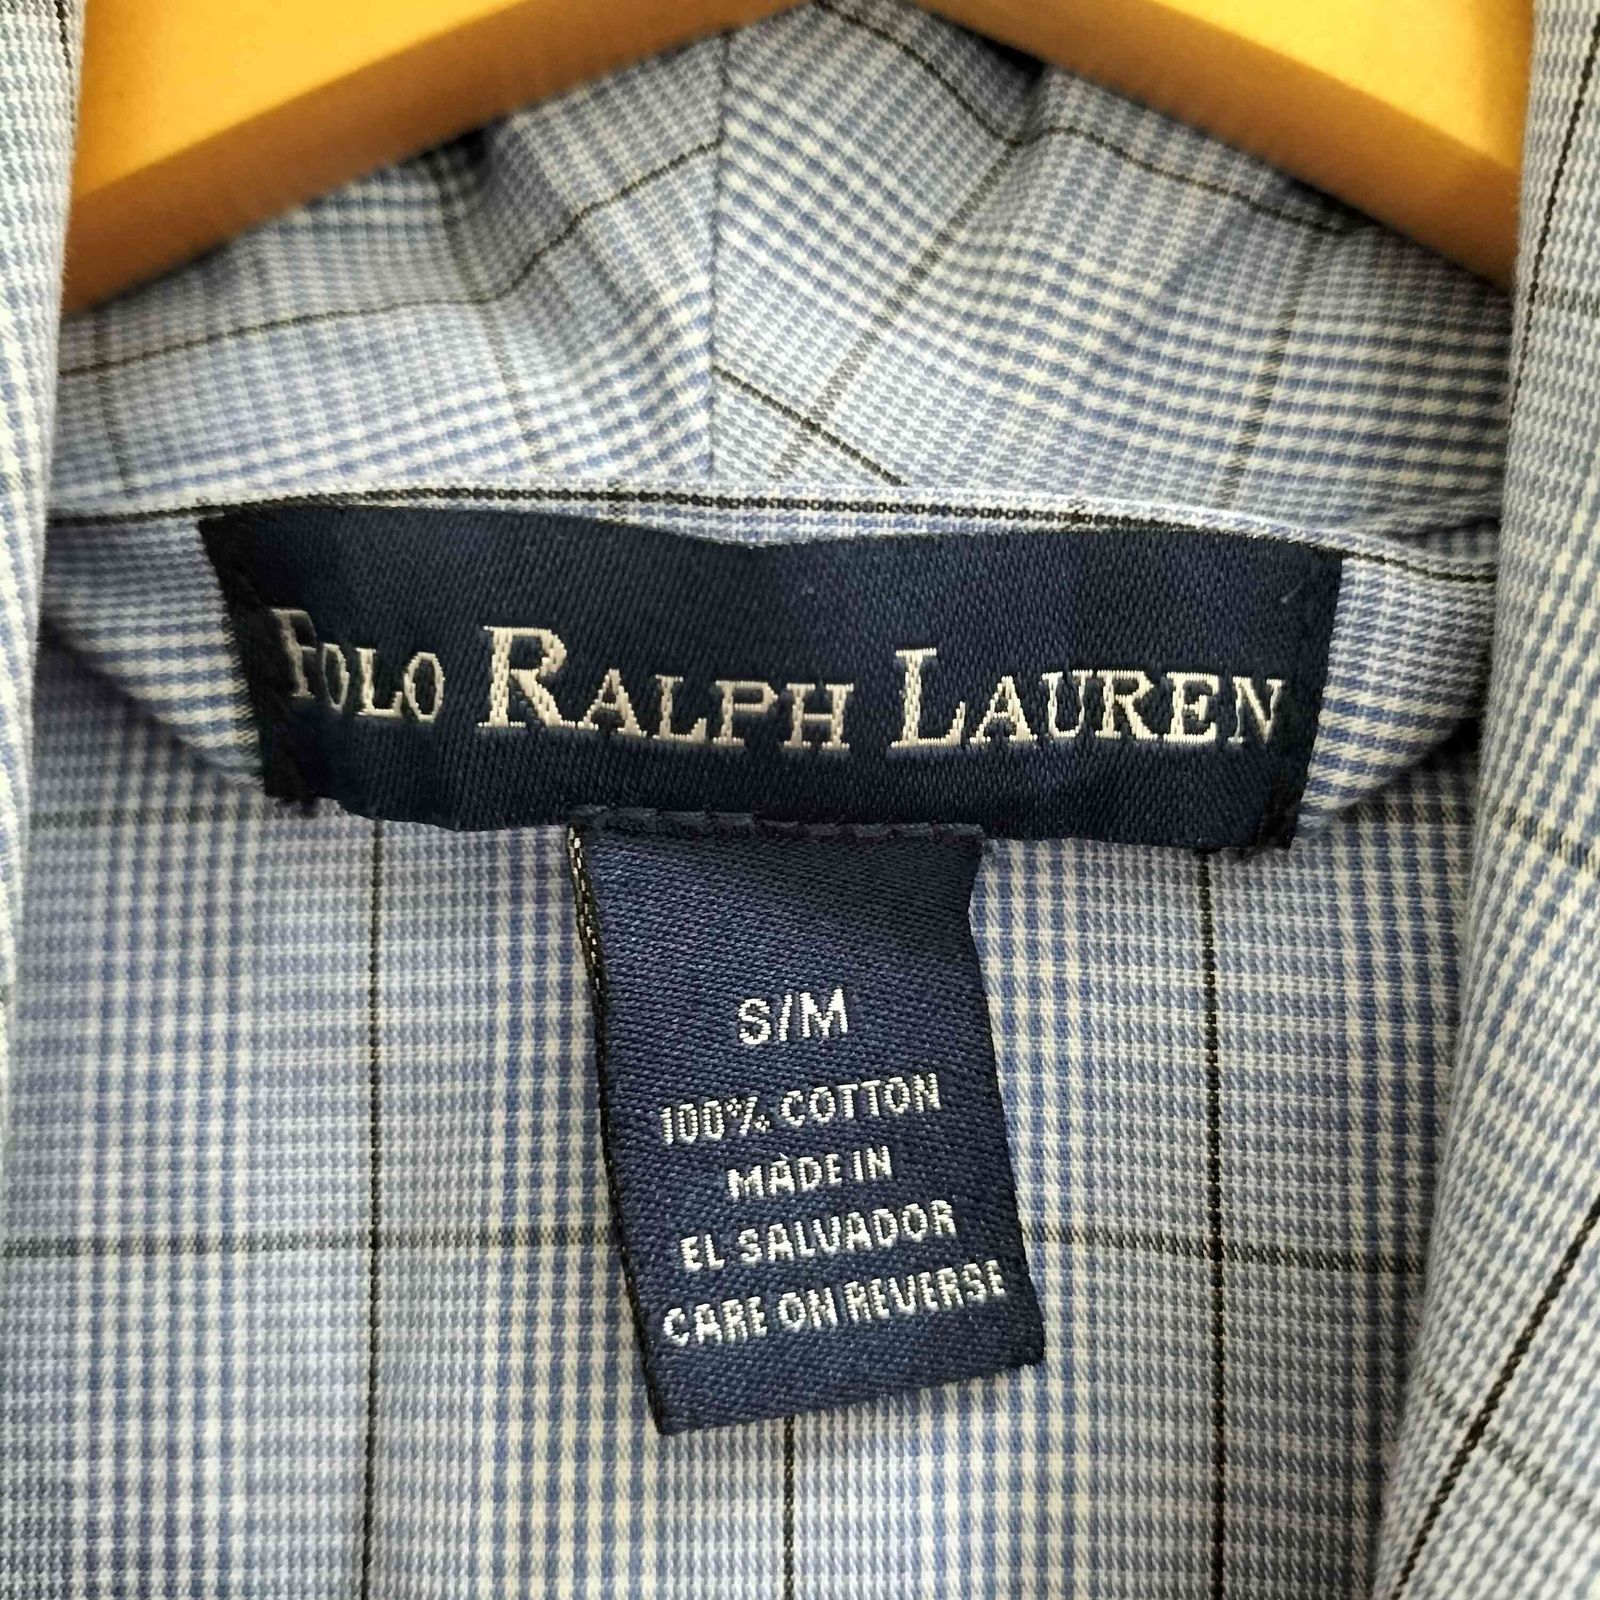 POLO RALPH LAUREN
S/M
100% COTTON
MADE IN
EL SALVADOR
CARE ON REVERSE